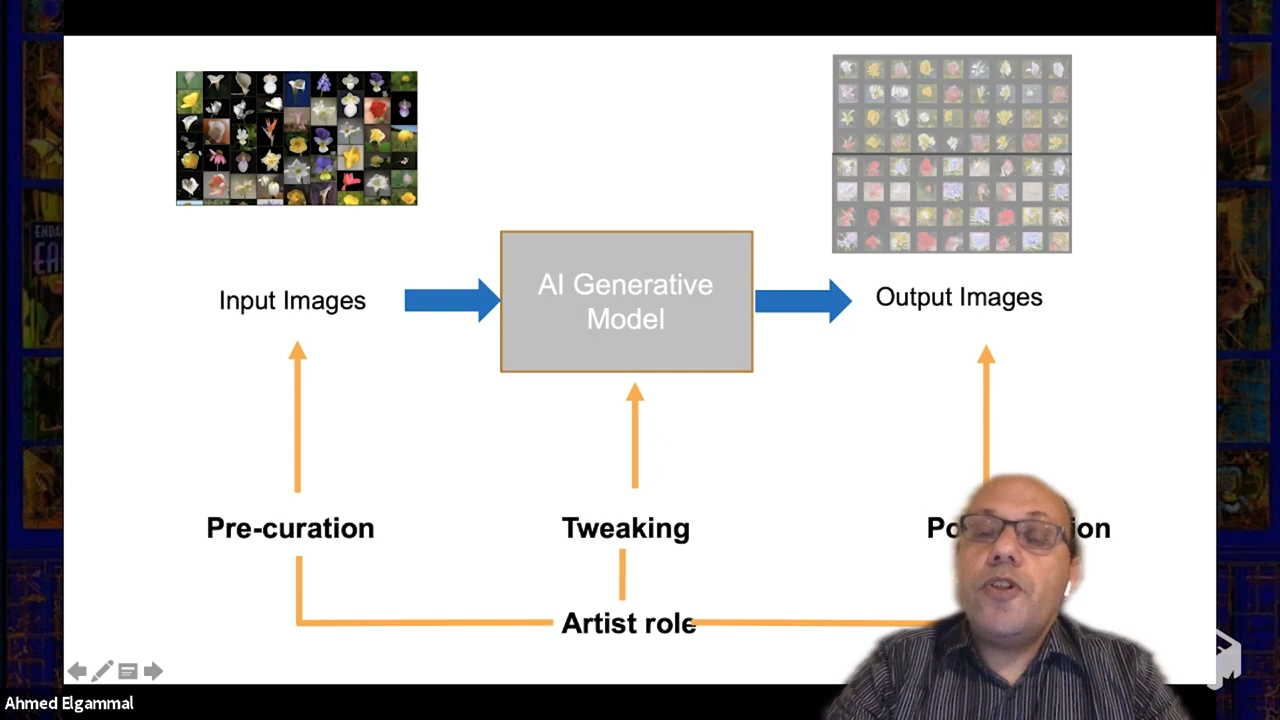 Input Images
AI Generative
Model
Output Images
Pre-curation
Tweaking
Artist role
Ahmed Elgammal